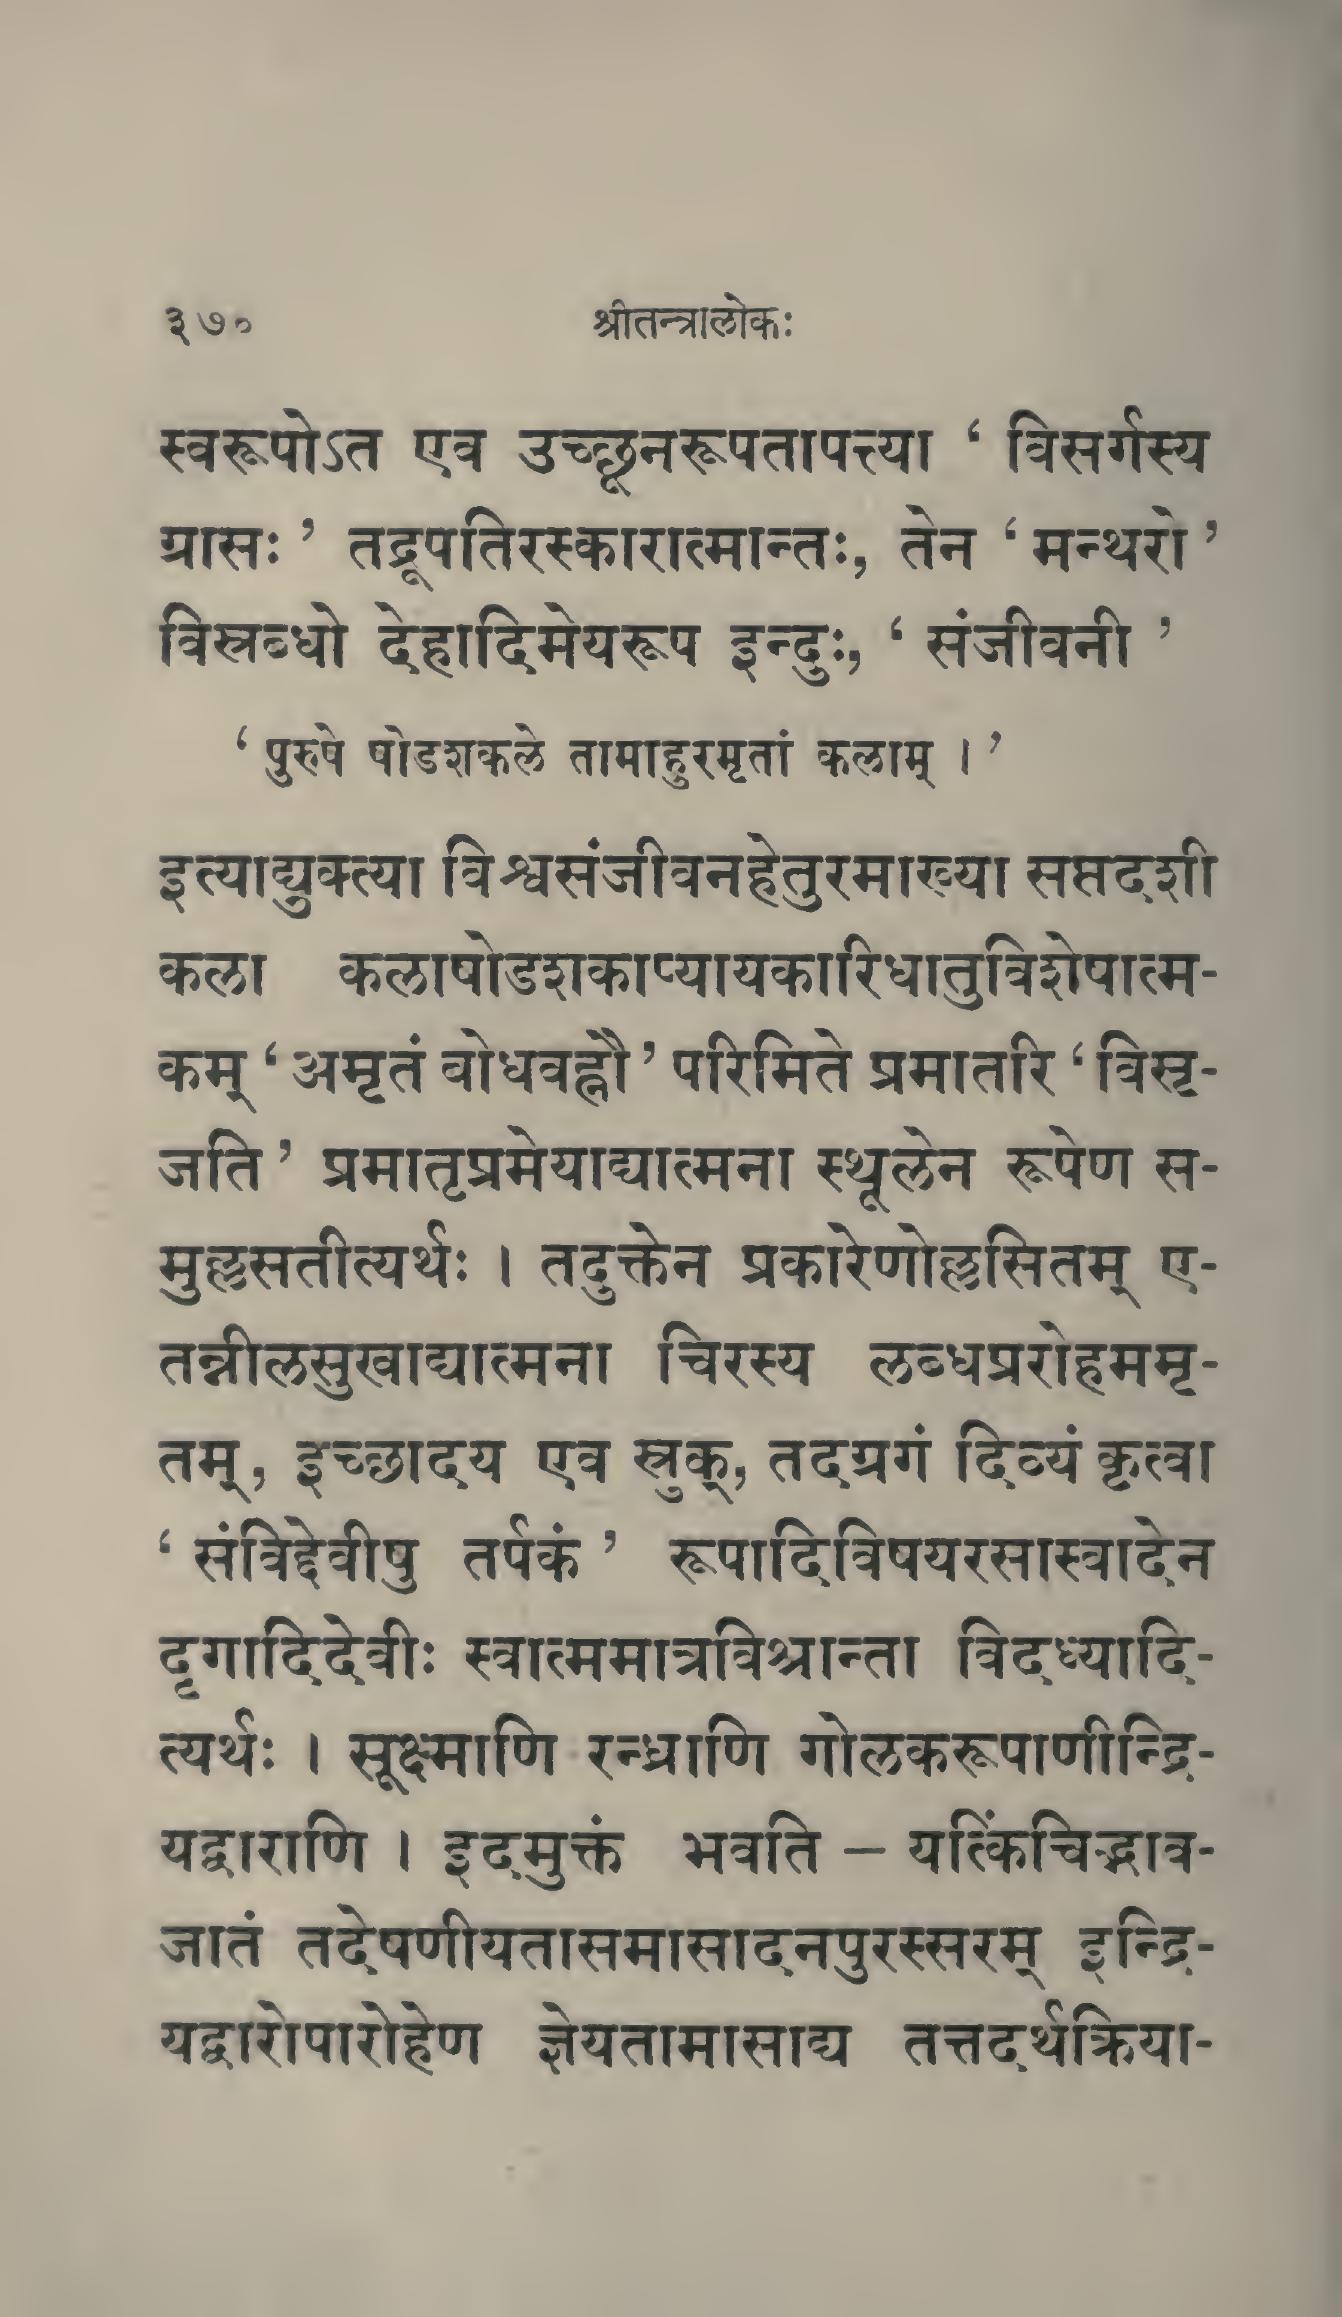 ३७० श्रीतन्त्रालोकः
स्वरूपोऽत एव उच्छूनरूपतापत्त्या ‘ विसर्गस्य
ग्रासः ’ तद्रूपतिरस्कारात्मान्तः, तेन ‘ मन्थरो ’
विस्रब्धो देहादिमेयरूप इन्दुः, ‘ संजीवनी ’
‘ पुरुषे षोडशकले तामाहुरमृतां कलाम् । ’
इत्याद्युक्त्या विश्वसंजीवनहेतुरमाख्या सप्तदशी
कला कलाषोडशकाप्यायकारिधातुविशेषात्म-
कम् ‘ अमृतं बोधवह्नौ ’ परिमिते प्रमातरि ‘ विसृ-
जति ’ प्रमातृप्रमेयाद्यात्मना स्थूलेन रूपेण स-
मुल्लसतीत्यर्थः । तदुक्तेन प्रकारेणोल्लसितम् ए-
तन्नीलसुखाद्यात्मना चिरस्य लब्धप्ररोहममृ-
तम्, इच्छादय एव स्रुक्, तदग्रगं दिव्यं कृत्वा
‘ संविद्देवीषु तर्पकं ’ रूपादिविषयरसास्वादेन
दृगादिदेवीः स्वात्ममात्रविश्रान्ता विदध्यादि-
त्यर्थः । सूक्ष्माणि रन्ध्राणि गोलकरूपाणीन्द्रि-
यद्वाराणि । इदमुक्तं भवति – यत्किंचिद्भाव-
जातं तदेषणीयतासमासादनपुरस्सरम् इन्द्रि-
यद्वारोपारोहेण ज्ञेयतामासाद्य तत्तदर्थक्रिया-